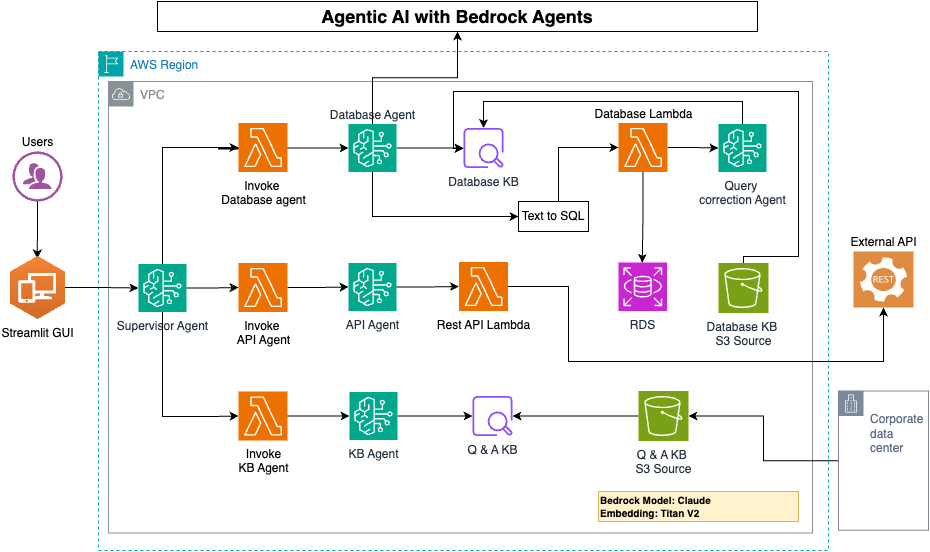 Agentic AI with Bedrock Agents
AWS Region
VPC
Database Agent
Database Lambda
Users
Invoke
Database agent
Database KB
Query
correction Agent
Text to SQL
External API
REST
Streamlit GUI
Supervisor Agent
Invoke
API Agent
API Agent
Rest API Lambda
RDS
Database KB
S3 Source
Corporate
data
center
Invoke
KB Agent
KB Agent
Q & A KB
Q & A KB
S3 Source
Bedrock Model: Claude
Embedding: Titan V2